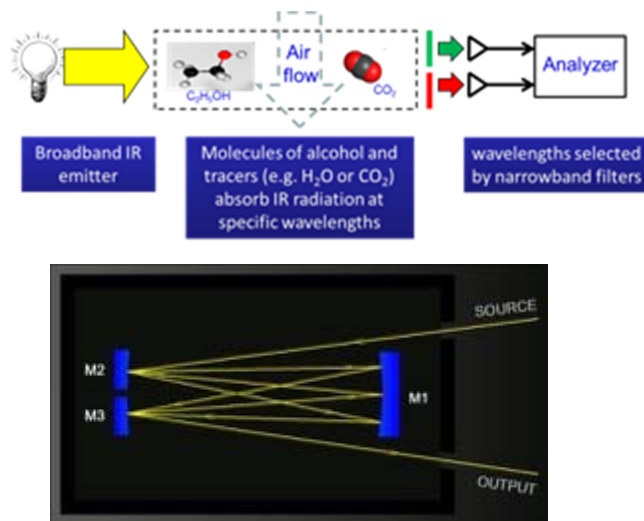 Air
flow
C₂H₅OH
CO₂
Analyzer
Broadband IR
emitter
Molecules of alcohol and
tracers (e.g. H₂O or CO₂)
absorb IR radiation at
specific wavelengths
wavelengths selected
by narrowband filters
SOURCE
M2
M3
M1
OUTPUT